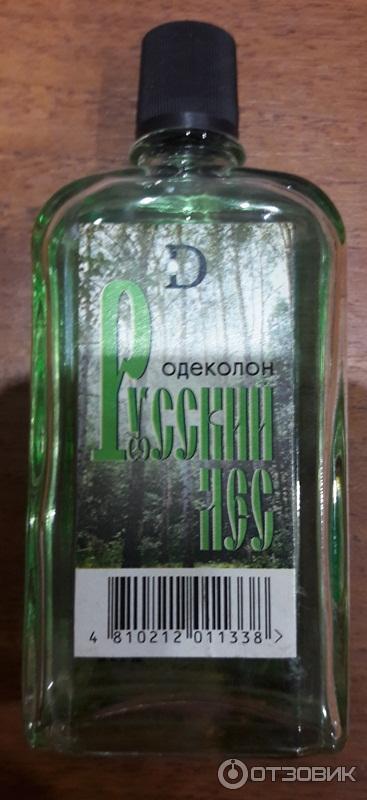 D
одеколон
Русский
лес
4 810212 011338 >
ОТЗОВИК